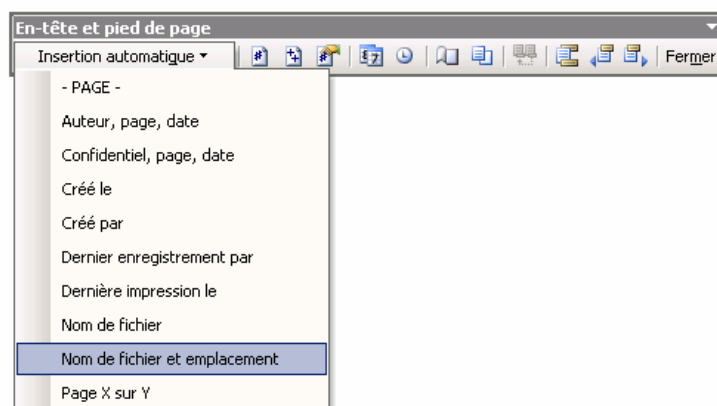 En-tête et pied de page
Insertion automatique Fermer
- PAGE -
Auteur, page, date
Confidentiel, page, date
Créé le
Créé par
Dernier enregistrement par
Dernière impression le
Nom de fichier
Nom de fichier et emplacement
Page X sur Y